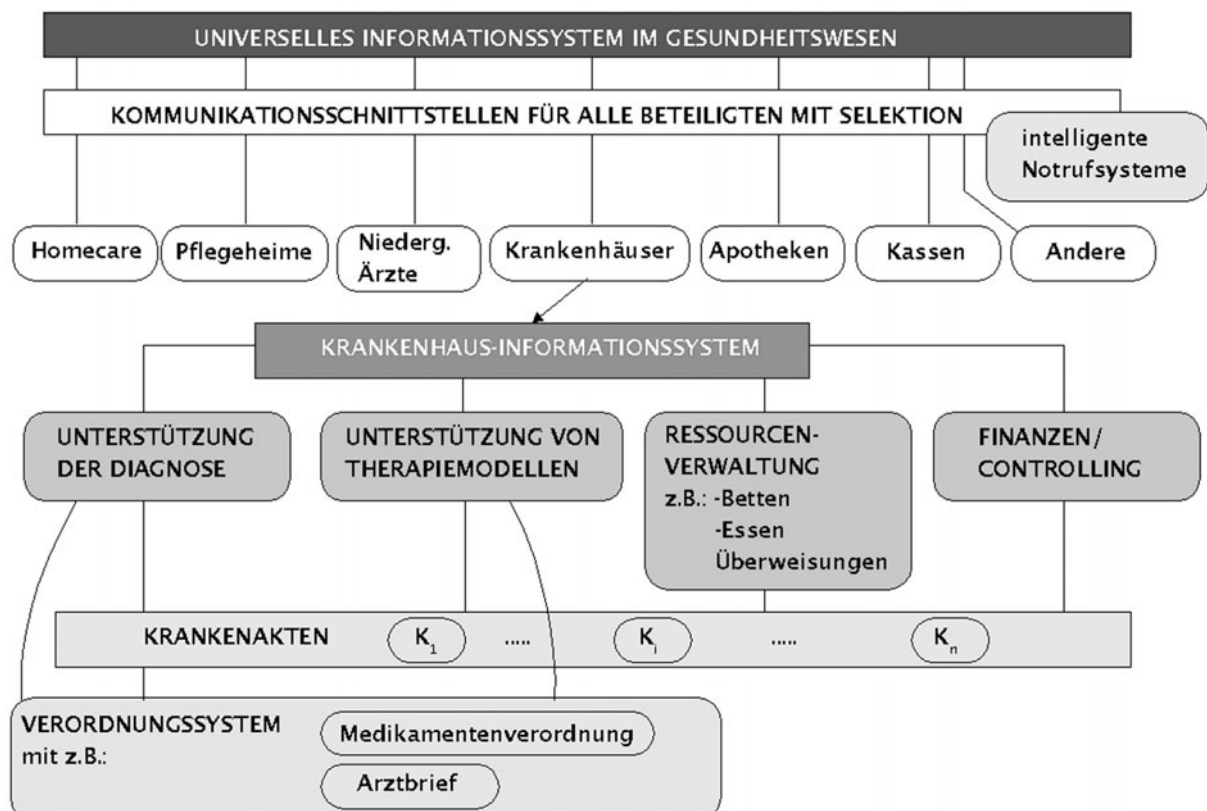 UNIVERSELLES INFORMATIONSSYSTEM IM GESUNDHEITSWESEN
KOMMUNIKATIONSSCHNITTSTELLEN FÜR ALLE BETEILIGTEN MIT SELEKTION
intelligente
Notrufsysteme
Homecare
Pflegeheime
Niederg.
Ärzte
Krankenhäuser
Apotheken
Kassen
Andere
KRANKENHAUS-INFORMATIONSSYSTEM
UNTERSTÜTZUNG
DER DIAGNOSE
UNTERSTÜTZUNG VON
THERAPIEMODELLEN
RESSOURCEN-
VERWALTUNG
z.B.: -Betten
-Essen
Überweisungen
FINANZEN/
CONTROLLING
KRANKENAKTEN K₁ ..... Kᵢ ..... Kₙ
VERORDNUNGSSYSTEM
mit z.B.:
Medikamentenverordnung
Arztbrief